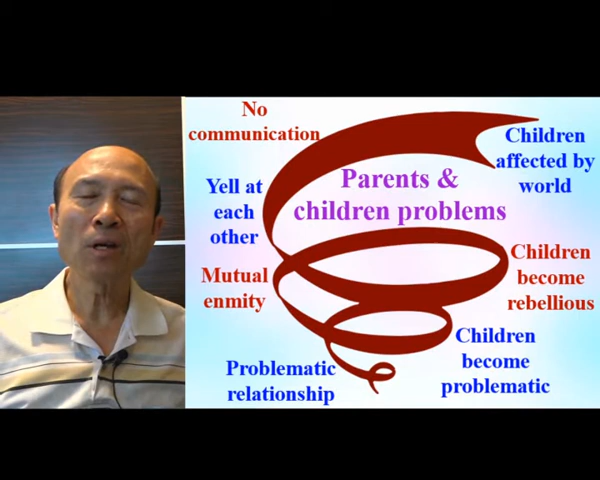 No
communication
Children
affected by
world
Parents &
children problems
Yell at
each
other
Children
become
rebellious
Mutual
enmity
Children
become
problematic
Problematic
relationship